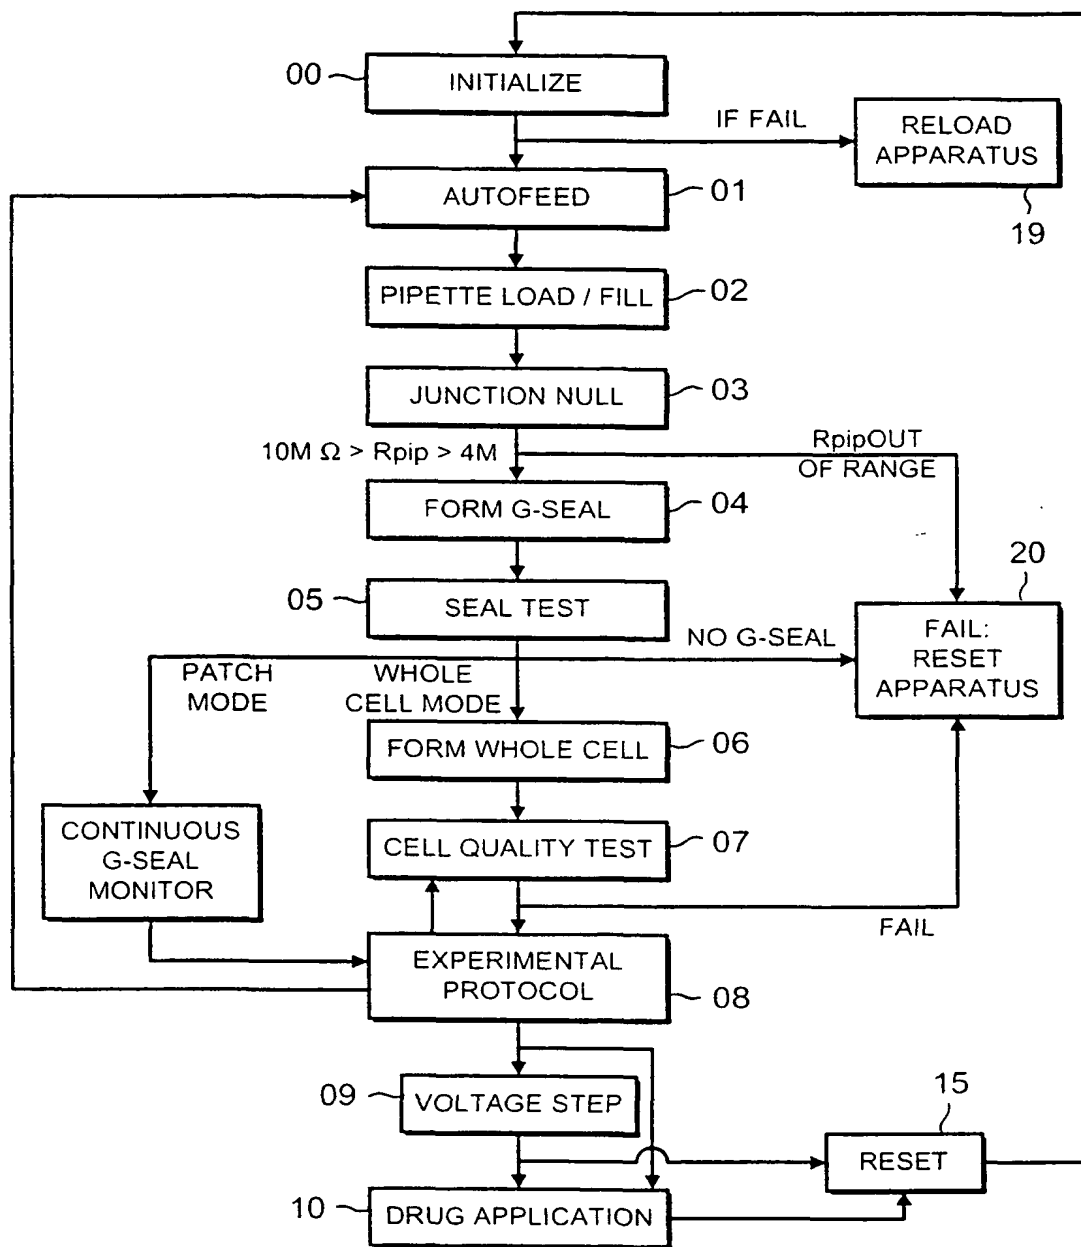 00
INITIALIZE
IF FAIL
RELOAD
APPARATUS
19
AUTOFEED
01
PIPETTE LOAD / FILL
02
JUNCTION NULL
03
10M Ω > Rpip > 4M
RpipOUT
OF RANGE
FORM G-SEAL
04
05
SEAL TEST
20
FAIL:
RESET
APPARATUS
NO G-SEAL
PATCH
MODE
WHOLE
CELL MODE
FORM WHOLE CELL
06
CONTINUOUS
G-SEAL
MONITOR
CELL QUALITY TEST
07
FAIL
EXPERIMENTAL
PROTOCOL
08
09
VOLTAGE STEP
15
RESET
10
DRUG APPLICATION